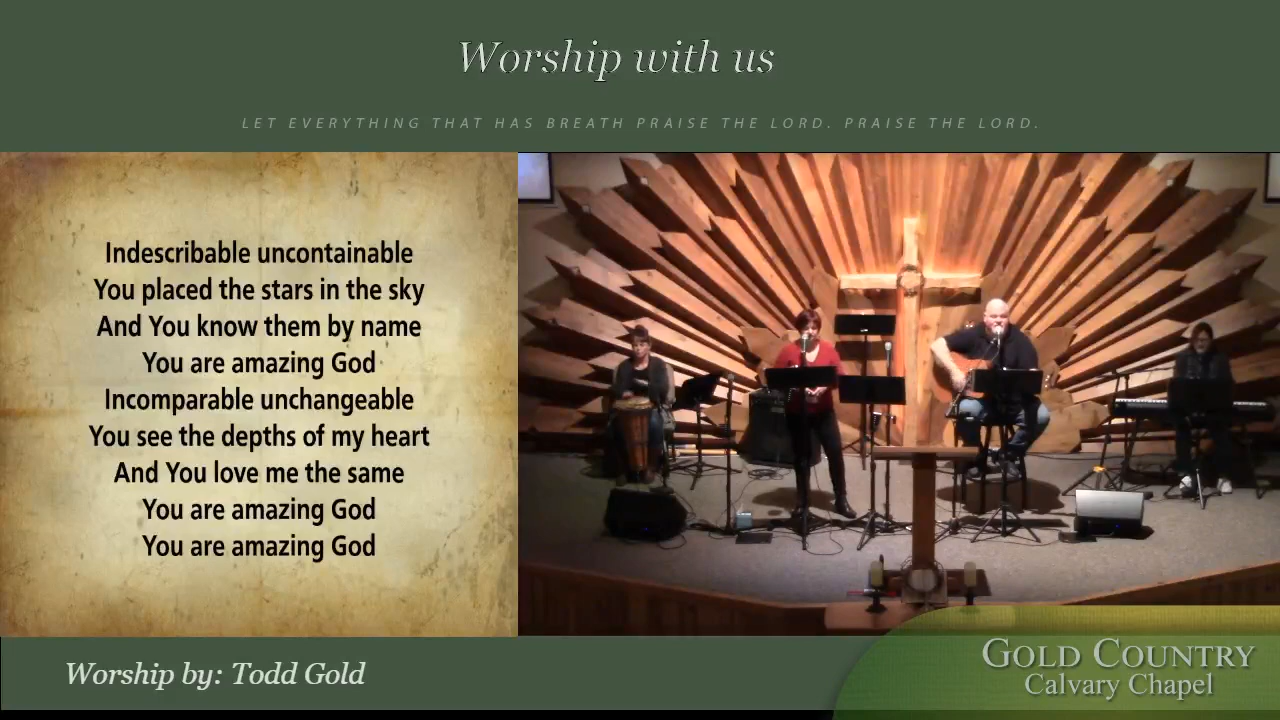 Worship with us
LET EVERYTHING THAT HAS BREATH PRAISE THE LORD. PRAISE THE LORD.
Indescribable uncontainable
You placed the stars in the sky
And You know them by name
You are amazing God
Incomparable unchangeable
You see the depths of my heart
And You love me the same
You are amazing God
You are amazing God
Worship by: Todd Gold
GOLD COUNTRY
Calvary Chapel